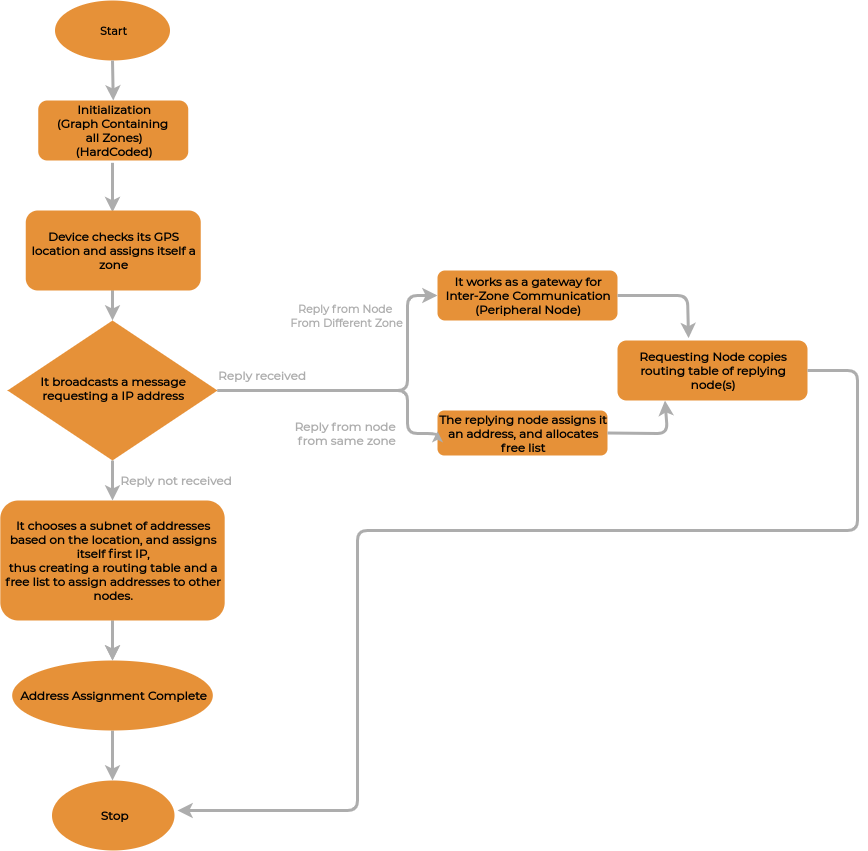 Start
Initialization
(Graph Containing
all Zones)
(HardCoded)
Device checks its GPS
location and assigns itself a
zone
It broadcasts a message
requesting a IP address
Reply received
Reply from Node
From Different Zone
It works as a gateway for
Inter-Zone Communication
(Peripheral Node)
Requesting Node copies
routing table of replying
node(s)
Reply from node
from same zone
The replying node assigns it
an address, and allocates
free list
Reply not received
It chooses a subnet of addresses
based on the location, and assigns
itself first IP,
thus creating a routing table and a
free list to assign addresses to other
nodes.
Address Assignment Complete
Stop